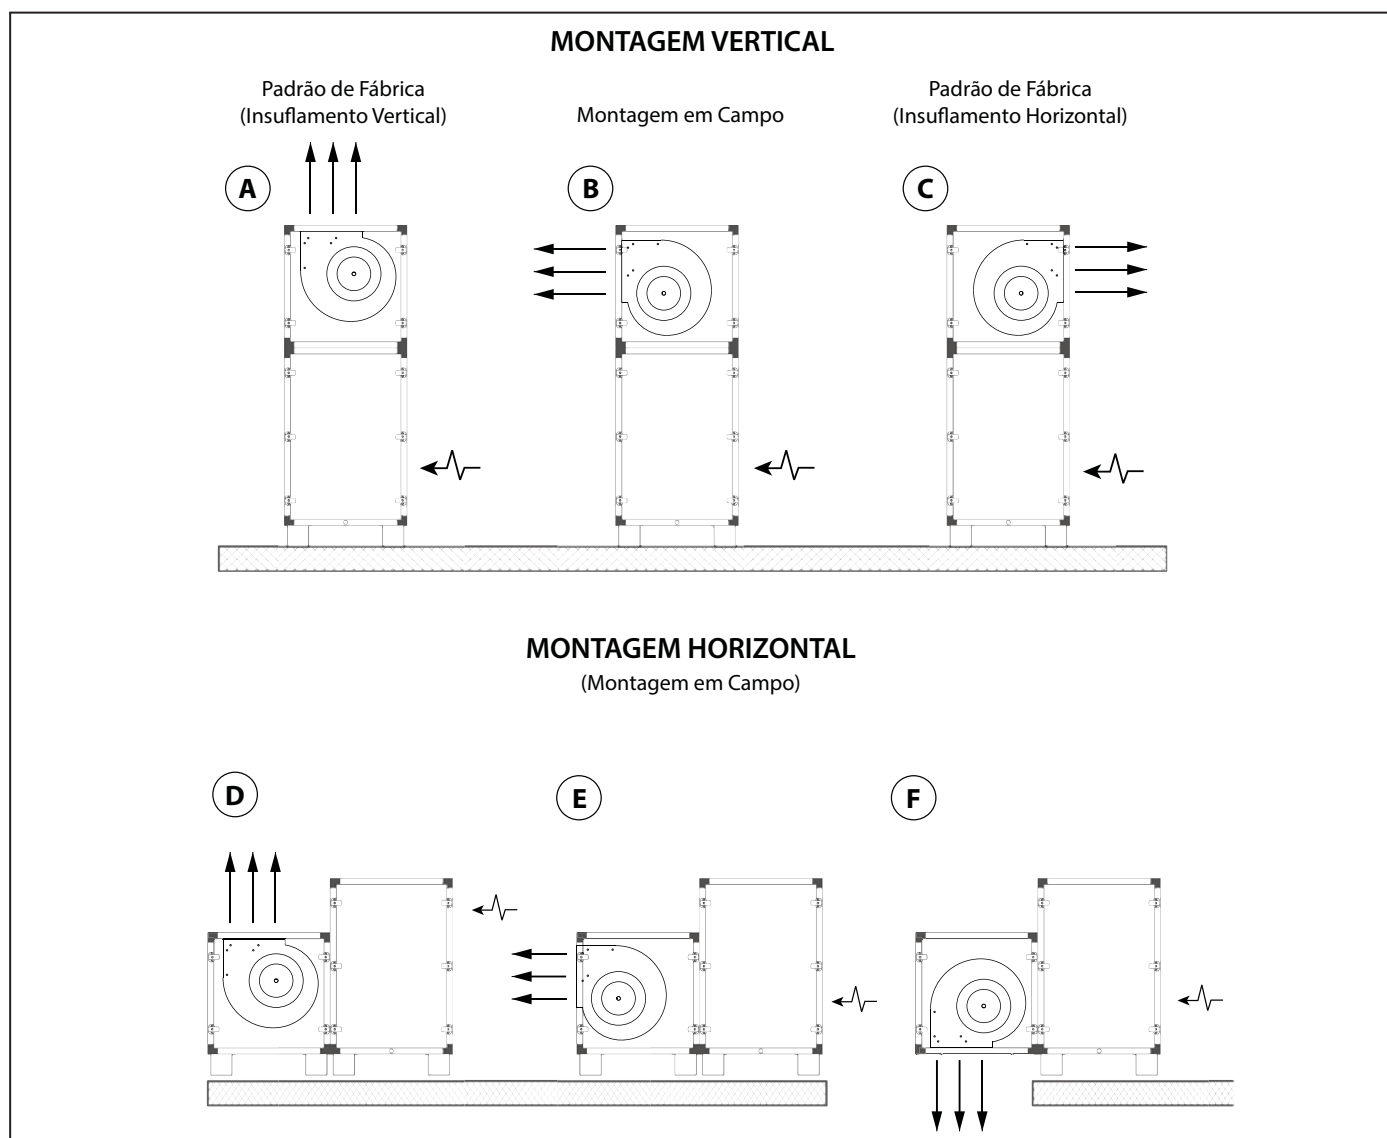 MONTAGEM VERTICAL
Padrão de Fábrica
(Insuflamento Vertical)
Montagem em Campo
Padrão de Fábrica
(Insuflamento Horizontal)
A
B
C
MONTAGEM HORIZONTAL
(Montagem em Campo)
D
E
F